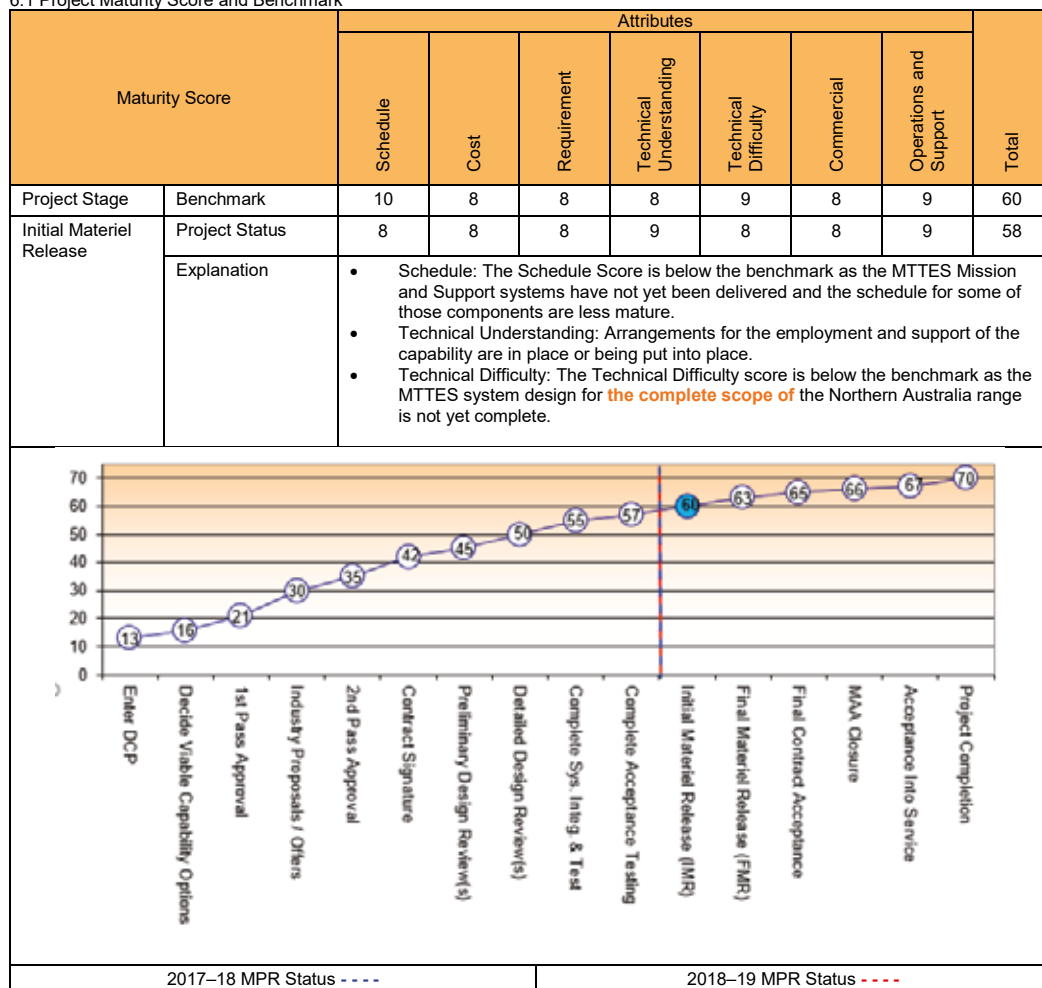 6.1 Project Maturity Score and Benchmark
Maturity Score
Attributes
Schedule
Cost
Requirement
Technical
Understanding
Technical
Difficulty
Commercial
Operations and
Support
Total
Project Stage Benchmark 10 8 8 8 9 8 9 60
Initial Materiel
Release
Project Status 8 8 8 9 8 8 9 58
Explanation
• Schedule: The Schedule Score is below the benchmark as the MTTES Mission
and Support systems have not yet been delivered and the schedule for some of
those components are less mature.
• Technical Understanding: Arrangements for the employment and support of the
capability are in place or being put into place.
• Technical Difficulty: The Technical Difficulty score is below the benchmark as the
MTTES system design for the complete scope of the Northern Australia range
is not yet complete.
70
60
50
40
30
20
10
0
13
16
21
30
35
42
45
50
55
57
60
63
65
66
67
70
Enter DCP
Decide Viable Capability Options
1st Pass Approval
Industry Proposals / Offers
2nd Pass Approval
Contract Signature
Preliminary Design Review(s)
Detailed Design Review(s)
Complete Sys. Integ. & Test
Complete Acceptance Testing
Initial Materiel Release (IMR)
Final Materiel Release (FMR)
Final Contract Acceptance
MAA Closure
Acceptance Into Service
Project Completion
2017–18 MPR Status - - - -
2018–19 MPR Status - - - -